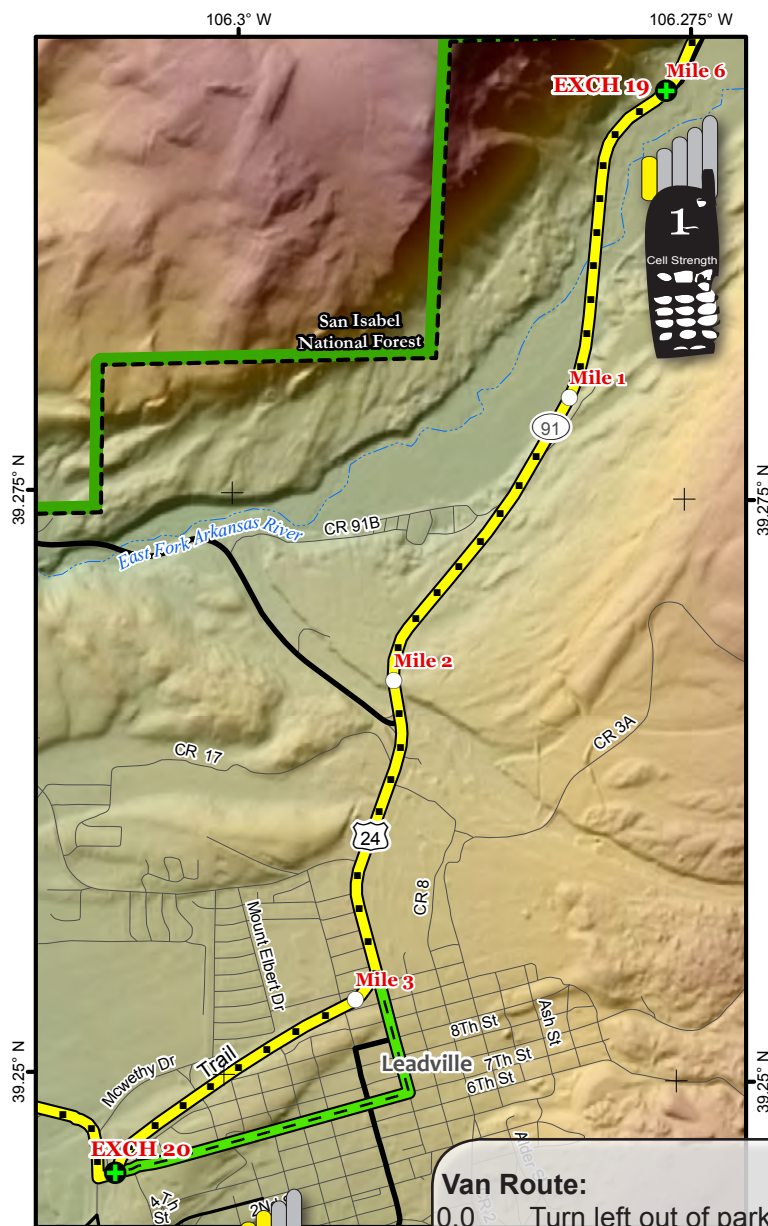 106.3° W
106.275° W
EXCH 19
Mile 6
1
Cell Strength
San Isabel
National Forest
Mile 1
91
39.275° N
39.275° N
CR 91B
East Fork Arkansas River
Mile 2
CR 3A
CR 17
24
CR 8
Mount Elbert Dr
Mile 3
Ash St
8Th St
Trail
Leadville
7Th St
6Th St
Mcwethy Dr
39.25° N
39.25° N
EXCH 20
4 Th
St
Van Route:
0.0 Turn left out of park